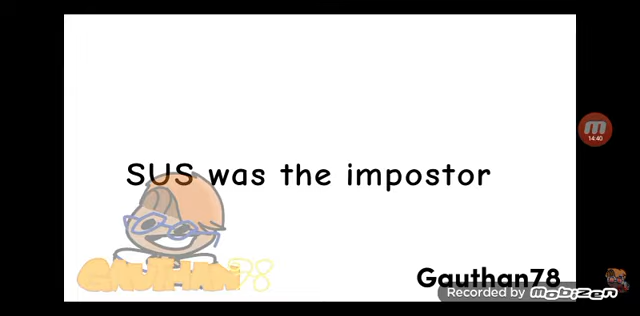 14:40
SUS was the impostor
GAUTHAN78
Gauthan78
Recorded by mobizen